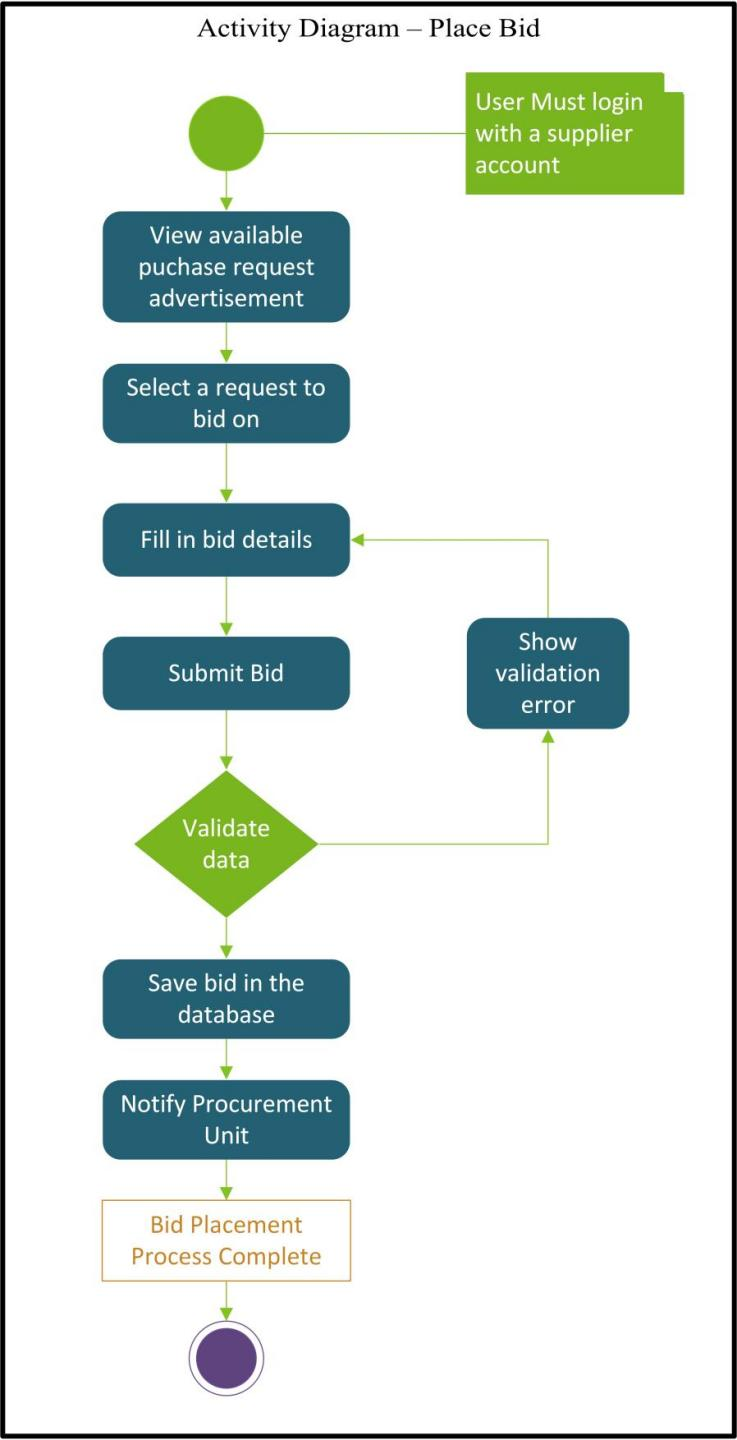 Activity Diagram – Place Bid
User Must login
with a supplier
account
View available
puchase request
advertisement
Select a request to
bid on
Fill in bid details
Show
validation
error
Submit Bid
Validate
data
Save bid in the
database
Notify Procurement
Unit
Bid Placement
Process Complete